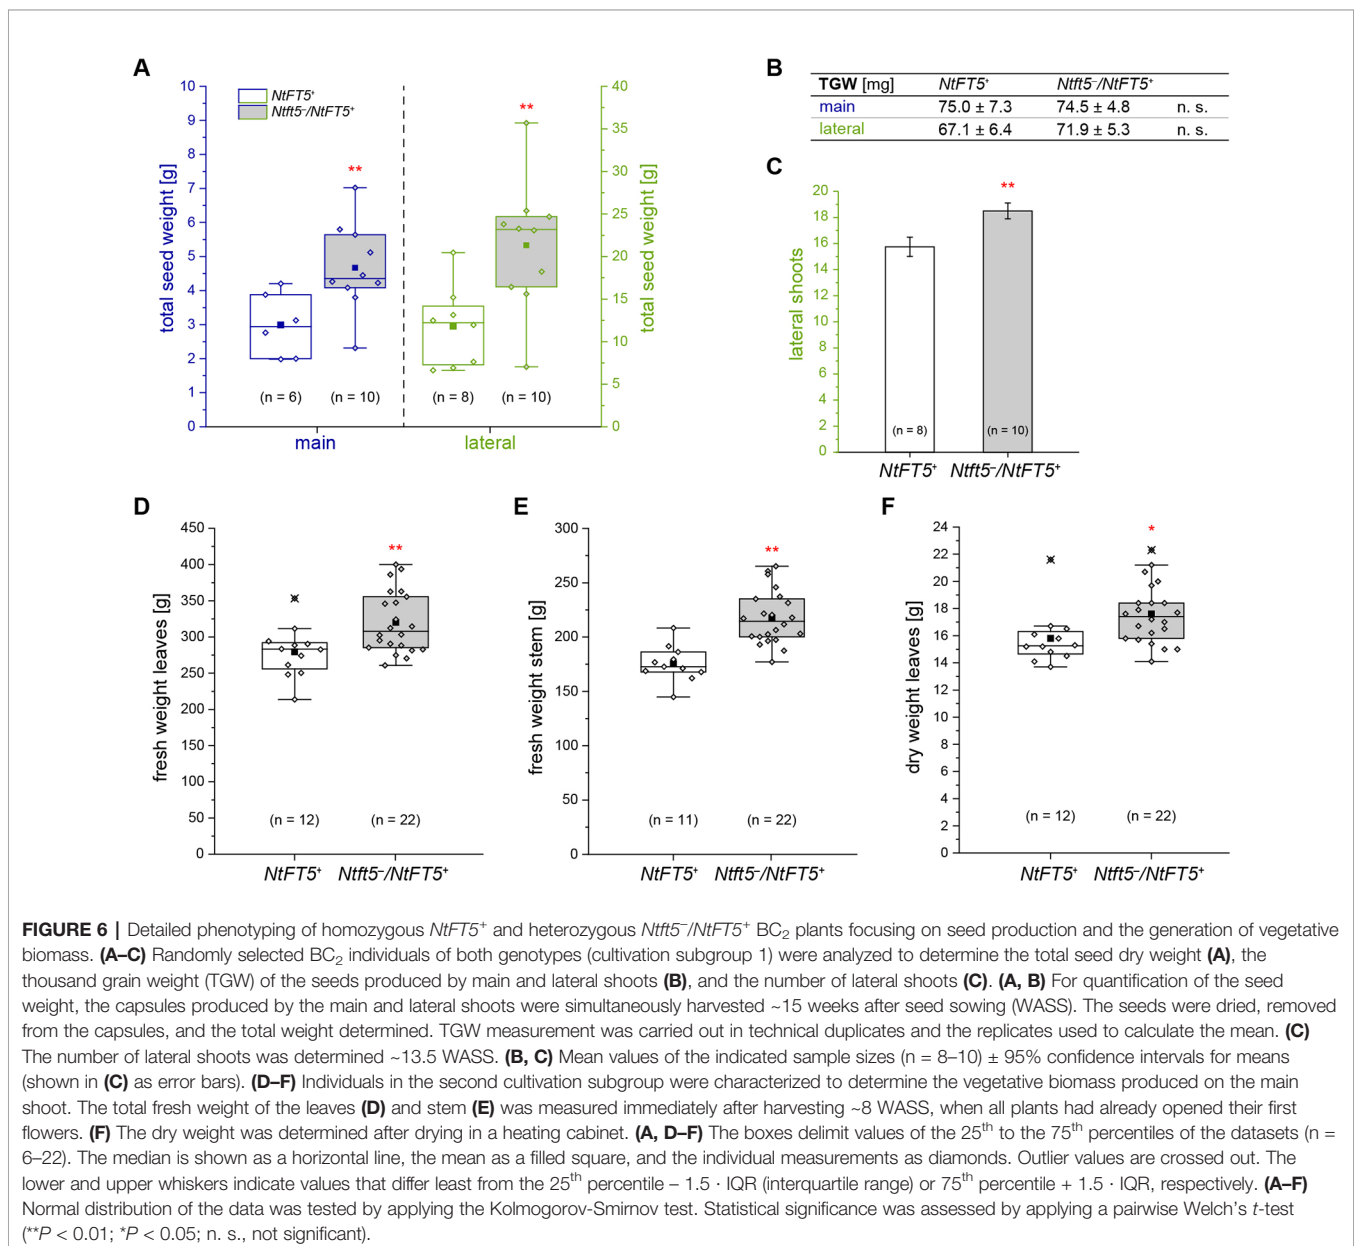 A
NtFT5⁺
Ntft5⁻/NtFT5⁺
total seed weight [g]
10
9
8
7
6
5
4
3
2
1
0
**
**
(n = 6)
(n = 10)
(n = 8)
(n = 10)
main
lateral
40
35
30
25
20
15
10
5
0
total seed weight [g]
B
TGW [mg] NtFT5⁺ Ntft5⁻/NtFT5⁺
main 75.0 ± 7.3 74.5 ± 4.8 n. s.
lateral 67.1 ± 6.4 71.9 ± 5.3 n. s.
C
lateral shoots
20
18
16
14
12
10
8
6
4
2
0
**
(n = 8)
(n = 10)
NtFT5⁺ Ntft5⁻/NtFT5⁺
D
fresh weight leaves [g]
450
400
350
300
250
200
150
100
50
0
**
(n = 12)
(n = 22)
NtFT5⁺ Ntft5⁻/NtFT5⁺
E
fresh weight stem [g]
300
250
200
150
100
50
0
**
(n = 11)
(n = 22)
NtFT5⁺ Ntft5⁻/NtFT5⁺
F
dry weight leaves [g]
24
22
20
18
16
14
12
10
8
6
4
2
0
*
(n = 12)
(n = 22)
NtFT5⁺ Ntft5⁻/NtFT5⁺
FIGURE 6 | Detailed phenotyping of homozygous NtFT5⁺ and heterozygous Ntft5⁻/NtFT5⁺ BC₂ plants focusing on seed production and the generation of vegetative
biomass. (A–C) Randomly selected BC₂ individuals of both genotypes (cultivation subgroup 1) were analyzed to determine the total seed dry weight (A), the
thousand grain weight (TGW) of the seeds produced by main and lateral shoots (B), and the number of lateral shoots (C). (A, B) For quantification of the seed
weight, the capsules produced by the main and lateral shoots were simultaneously harvested ~15 weeks after seed sowing (WASS). The seeds were dried, removed
from the capsules, and the total weight determined. TGW measurement was carried out in technical duplicates and the replicates used to calculate the mean. (C)
The number of lateral shoots was determined ~13.5 WASS. (B, C) Mean values of the indicated sample sizes (n = 8–10) ± 95% confidence intervals for means
(shown in (C) as error bars). (D–F) Individuals in the second cultivation subgroup were characterized to determine the vegetative biomass produced on the main
shoot. The total fresh weight of the leaves (D) and stem (E) was measured immediately after harvesting ~8 WASS, when all plants had already opened their first
flowers. (F) The dry weight was determined after drying in a heating cabinet. (A, D–F) The boxes delimit values of the 25th to the 75th percentiles of the datasets (n =
6–22). The median is shown as a horizontal line, the mean as a filled square, and the individual measurements as diamonds. Outlier values are crossed out. The
lower and upper whiskers indicate values that differ least from the 25th percentile – 1.5 · IQR (interquartile range) or 75th percentile + 1.5 · IQR, respectively. (A–F)
Normal distribution of the data was tested by applying the Kolmogorov-Smirnov test. Statistical significance was assessed by applying a pairwise Welch's t-test
(**P < 0.01; *P < 0.05; n. s., not significant).